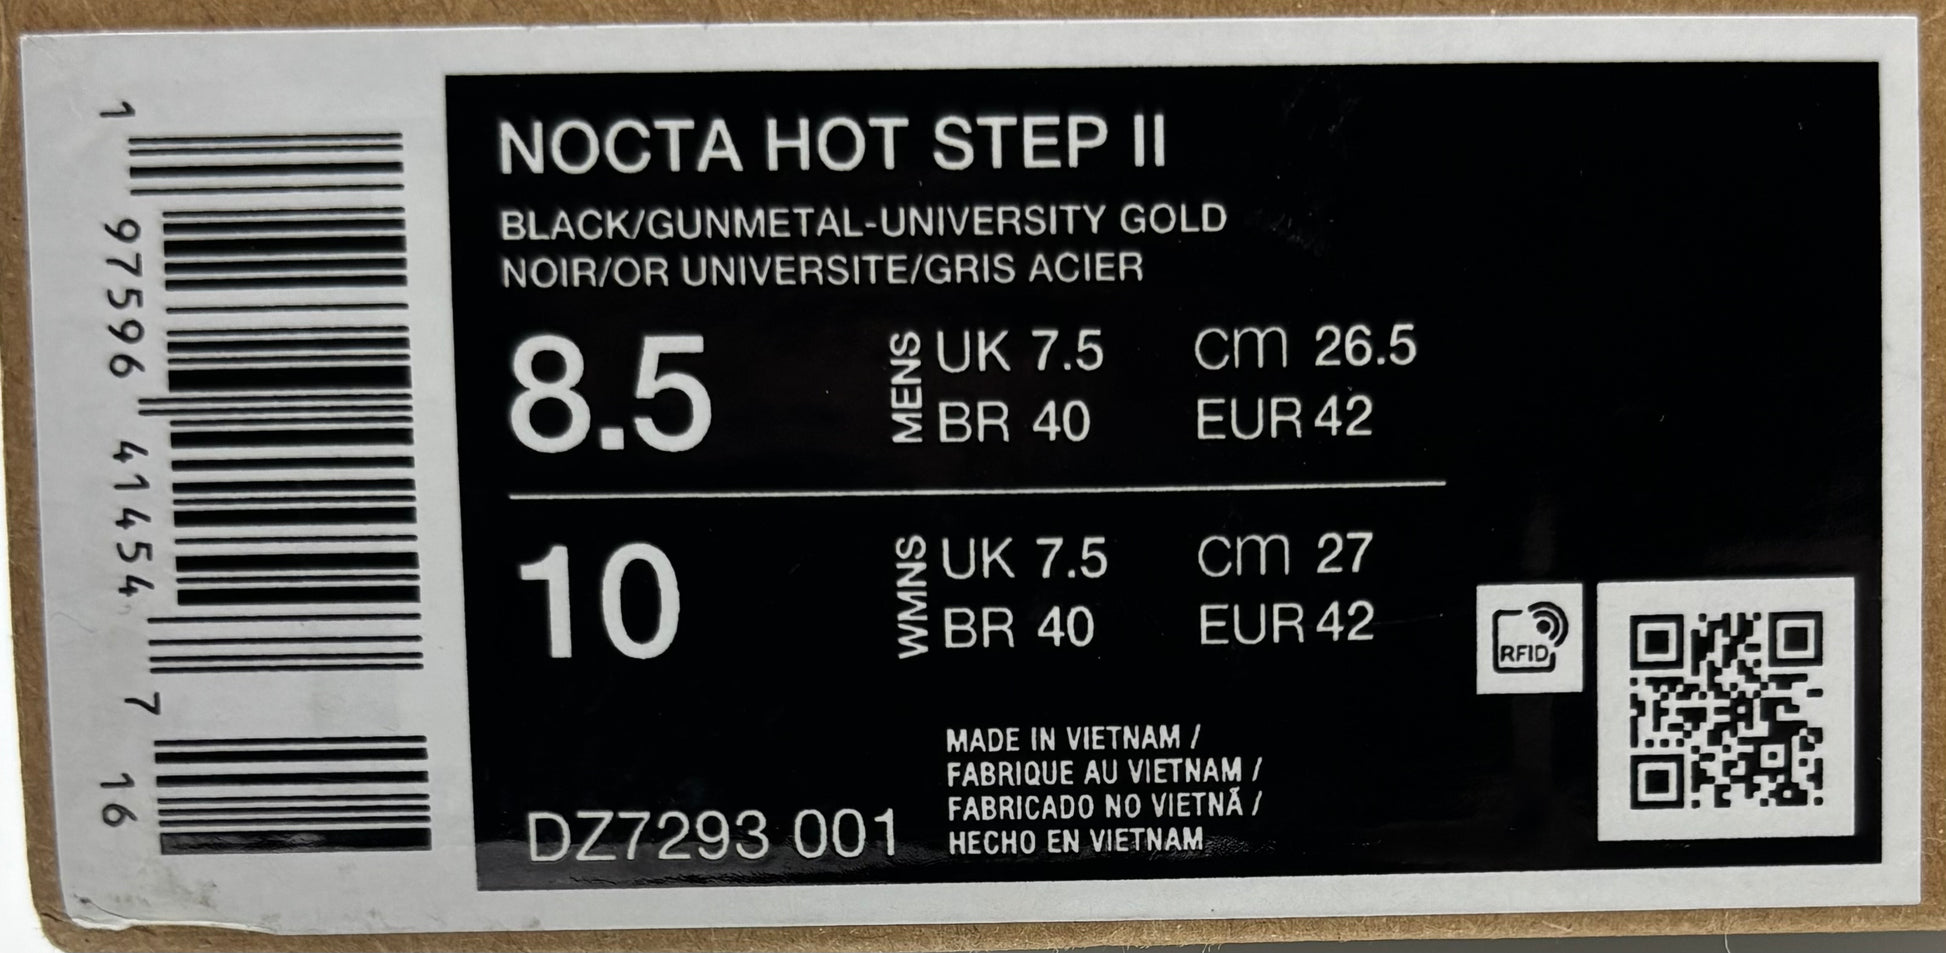 1 97596 41454 7 16
NOCTA HOT STEP II
BLACK/GUNMETAL-UNIVERSITY GOLD
NOIR/OR UNIVERSITE/GRIS ACIER
8.5 MENS UK 7.5 CM 26.5
BR 40 EUR 42
10 WMNS UK 7.5 CM 27
BR 40 EUR 42
RFID
MADE IN VIETNAM /
FABRIQUE AU VIETNAM /
FABRICADO NO VIETNÃ /
HECHO EN VIETNAM
DZ7293 001